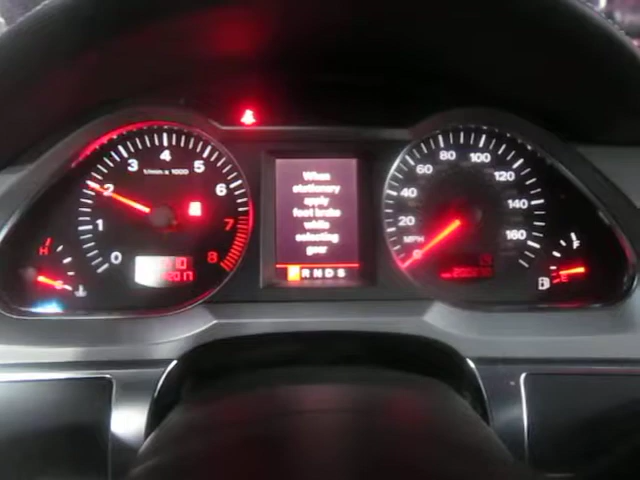 1/min x 1000
0
1
2
3
4
5
6
7
8
When
stationary
apply
foot brake
while
selecting
gear
R N D S
0
20
40
60
80
100
120
140
160
MPH
H
F